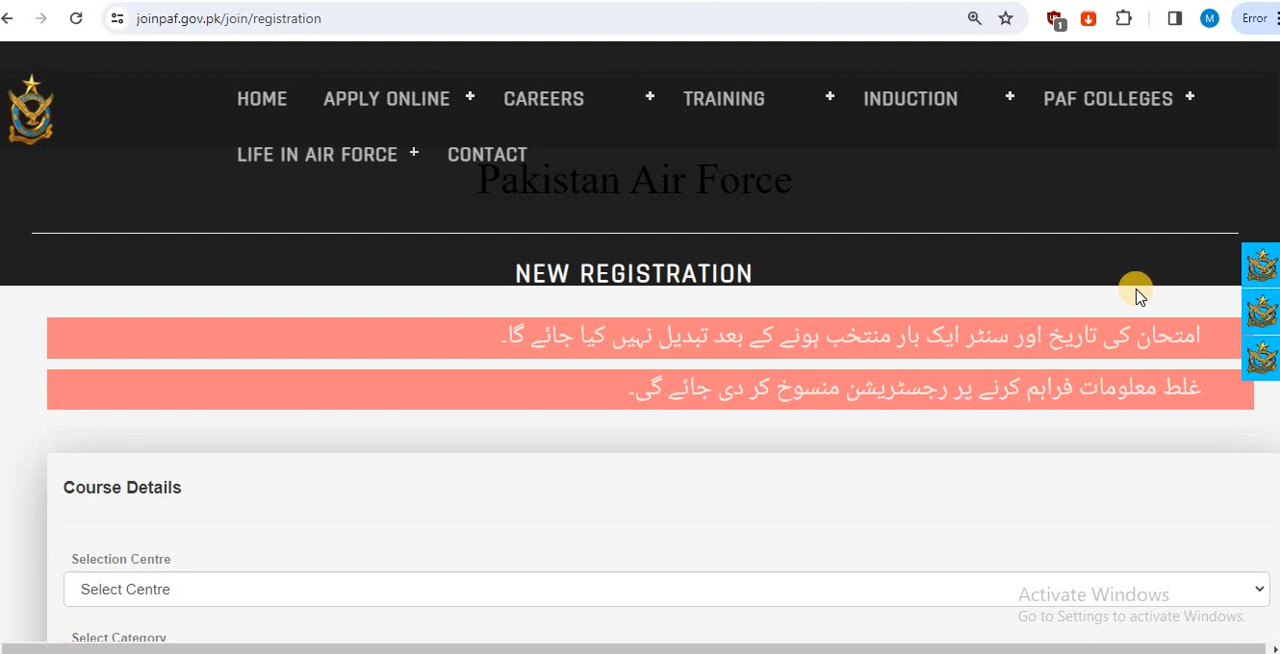 joinpaf.gov.pk/join/registration
1
M
Error
HOME APPLY ONLINE + CAREERS + TRAINING + INDUCTION + PAF COLLEGES +
LIFE IN AIR FORCE + CONTACT
Pakistan Air Force
NEW REGISTRATION
امتحان کی تاریخ اور سنٹر ایک بار منتخب ہونے کے بعد تبدیل نہیں کیا جائے گا۔
غلط معلومات فراہم کرنے پر رجسٹریشن منسوخ کر دی جائے گی۔
Course Details
Selection Centre
Select Centre
Activate Windows
Go to Settings to activate Windows.
Select Category